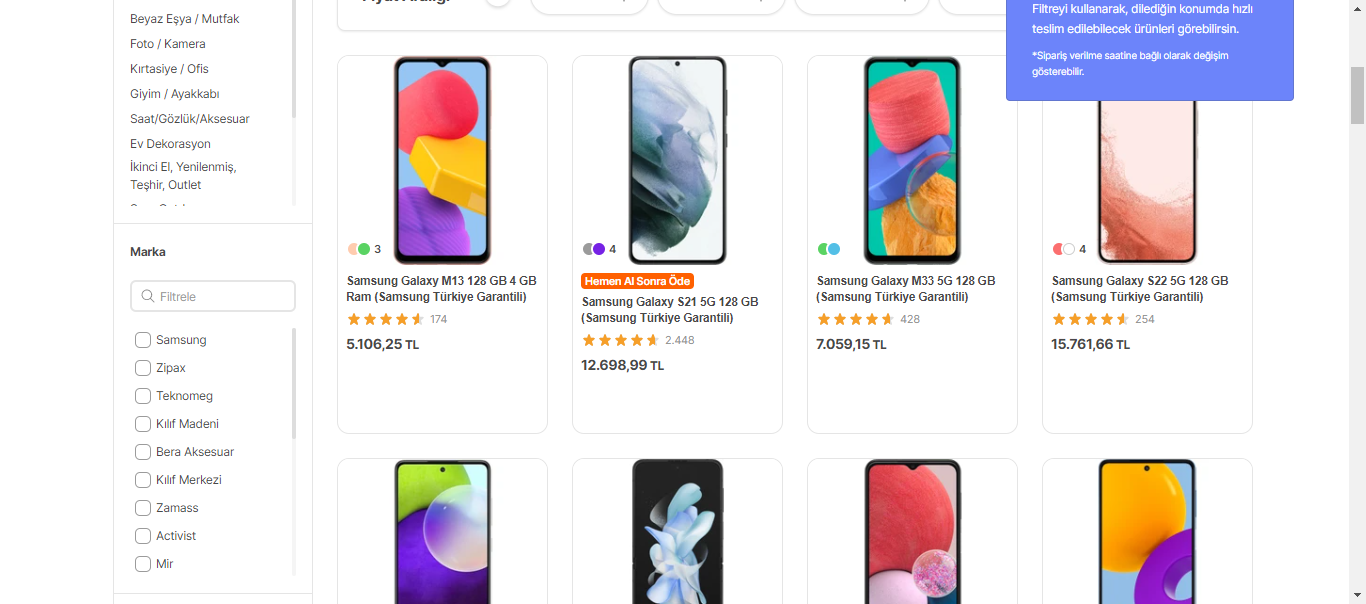 Beyaz Eşya / Mutfak
Foto / Kamera
Kırtasiye / Ofis
Giyim / Ayakkabı
Saat/Gözlük/Aksesuar
Ev Dekorasyon
İkinci El, Yenilenmiş,
Teşhir, Outlet
Marka
Filtrele
Samsung
Zipax
Teknomeg
Kılıf Madeni
Bera Aksesuar
Kılıf Merkezi
Zamass
Activist
Mir
Filtreyi kullanarak, dilediğin konumda hızlı
teslim edilebilecek ürünleri görebilirsin.
*Sipariş verilme saatine bağlı olarak değişim
gösterebilir.
3
Samsung Galaxy M13 128 GB 4 GB
Ram (Samsung Türkiye Garantili)
174
5.106,25 TL
4
Hemen Al Sonra Öde
Samsung Galaxy S21 5G 128 GB
(Samsung Türkiye Garantili)
2.448
12.698,99 TL
Samsung Galaxy M33 5G 128 GB
(Samsung Türkiye Garantili)
428
7.059,15 TL
4
Samsung Galaxy S22 5G 128 GB
(Samsung Türkiye Garantili)
254
15.761,66 TL